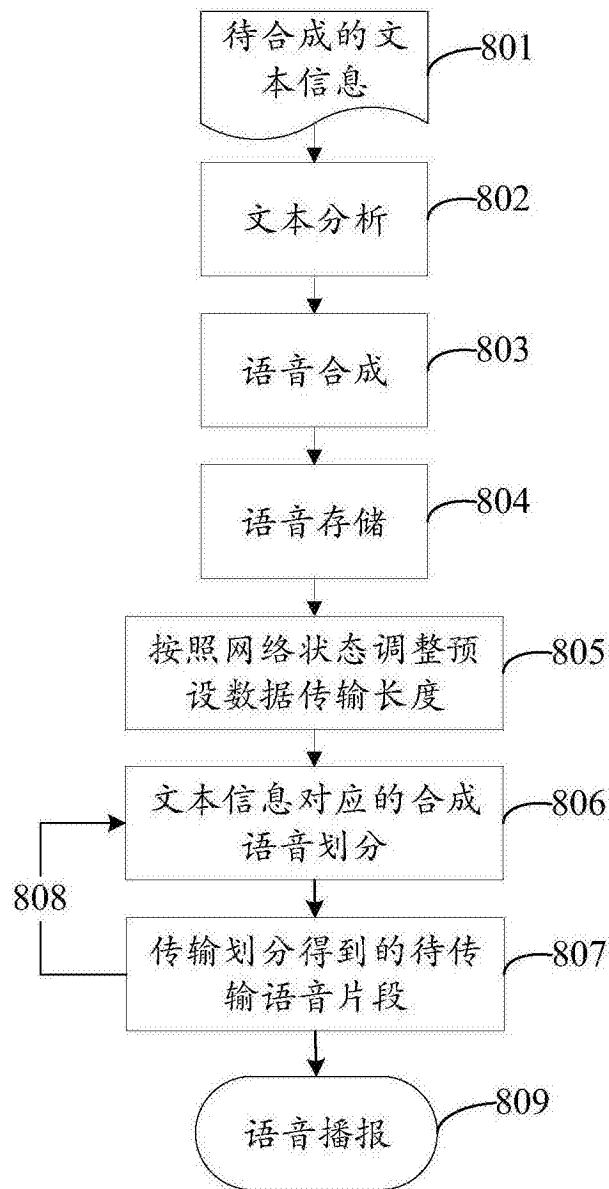 待合成的文
本信息
801
文本分析
802
语音合成
803
语音存储
804
按照网络状态调整预
设数据传输长度
805
文本信息对应的合成
语音划分
806
808
传输划分得到的待传
输语音片段
807
语音播报
809